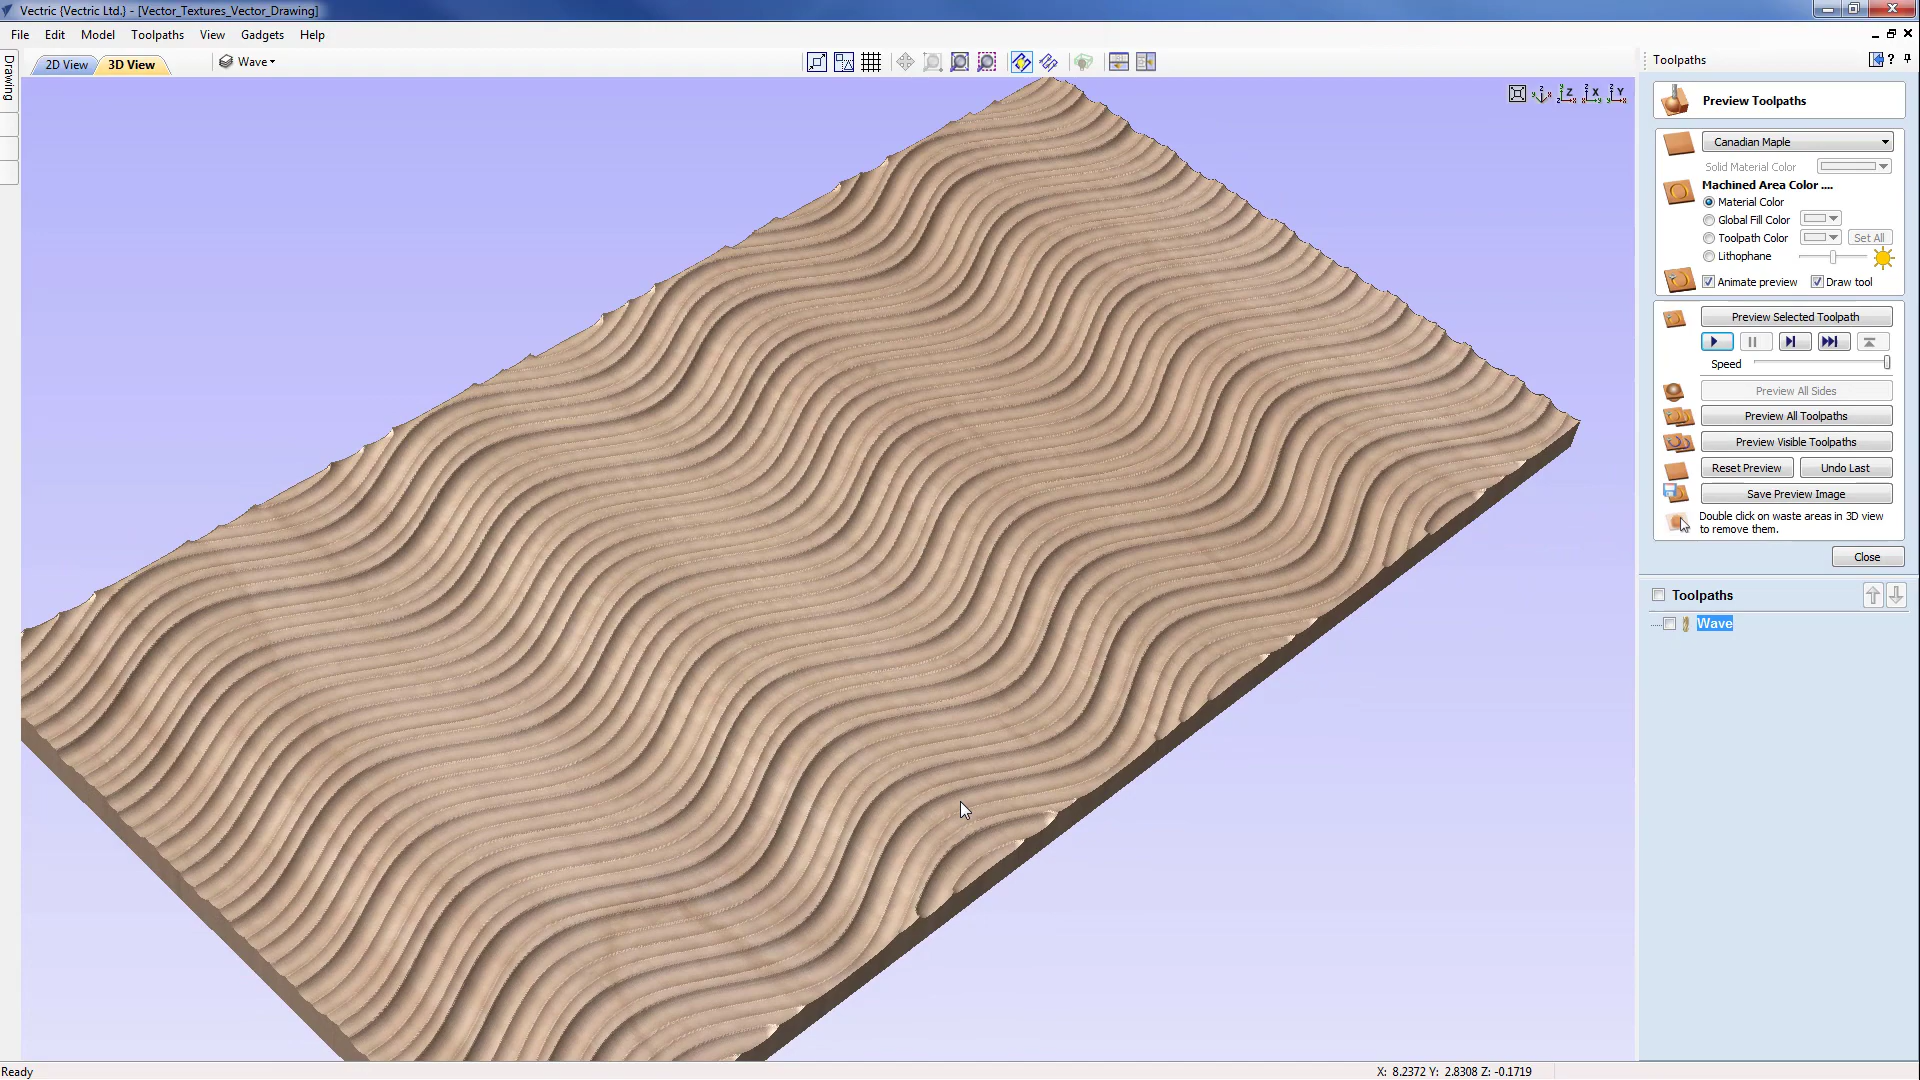 Vectric {Vectric Ltd.} - [Vector_Textures_Vector_Drawing]
File Edit Model Toolpaths View Gadgets Help
Drawing
2D View 3D View Wave
Toolpaths
Preview Toolpaths
Canadian Maple
Solid Material Color
Machined Area Color ....
Material Color
Global Fill Color
Toolpath Color Set All
Lithophane
Animate preview Draw tool
Preview Selected Toolpath
Speed
Preview All Sides
Preview All Toolpaths
Preview Visible Toolpaths
Reset Preview Undo Last
Save Preview Image
Double click on waste areas in 3D view
to remove them.
Close
Toolpaths
Wave
Ready X: 8.2372 Y: 2.8308 Z: -0.1719